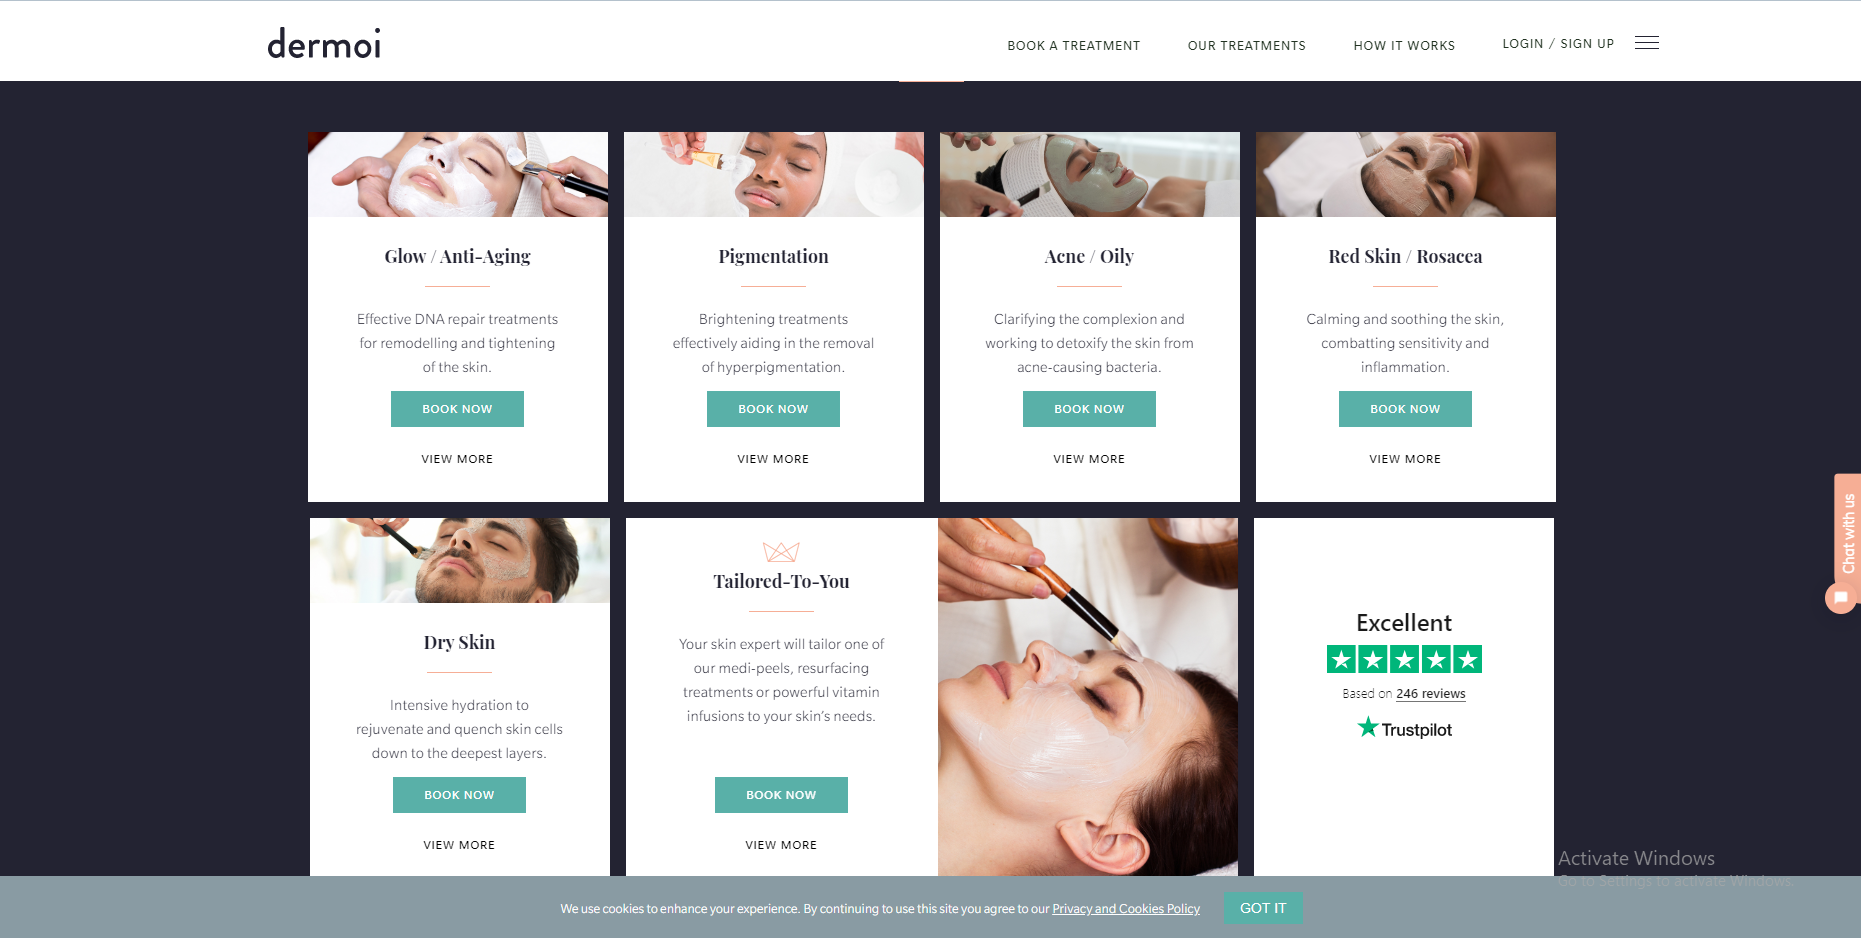 dermoi
BOOK A TREATMENT
OUR TREATMENTS
HOW IT WORKS
LOGIN / SIGN UP
Glow / Anti-Aging
Effective DNA repair treatments
for remodelling and tightening
of the skin.
BOOK NOW
VIEW MORE
Pigmentation
Brightening treatments
effectively aiding in the removal
of hyperpigmentation.
BOOK NOW
VIEW MORE
Acne / Oily
Clarifying the complexion and
working to detoxify the skin from
acne-causing bacteria.
BOOK NOW
VIEW MORE
Red Skin / Rosacea
Calming and soothing the skin,
combatting sensitivity and
inflammation.
BOOK NOW
VIEW MORE
Dry Skin
Intensive hydration to
rejuvenate and quench skin cells
down to the deepest layers.
BOOK NOW
VIEW MORE
Tailored-To-You
Your skin expert will tailor one of
our medi-peels, resurfacing
treatments or powerful vitamin
infusions to your skin's needs.
BOOK NOW
VIEW MORE
Excellent
Based on 246 reviews
Trustpilot
Chat with us
Activate Windows
Go to Settings to activate Windows.
We use cookies to enhance your experience. By continuing to use this site you agree to our Privacy and Cookies Policy
GOT IT